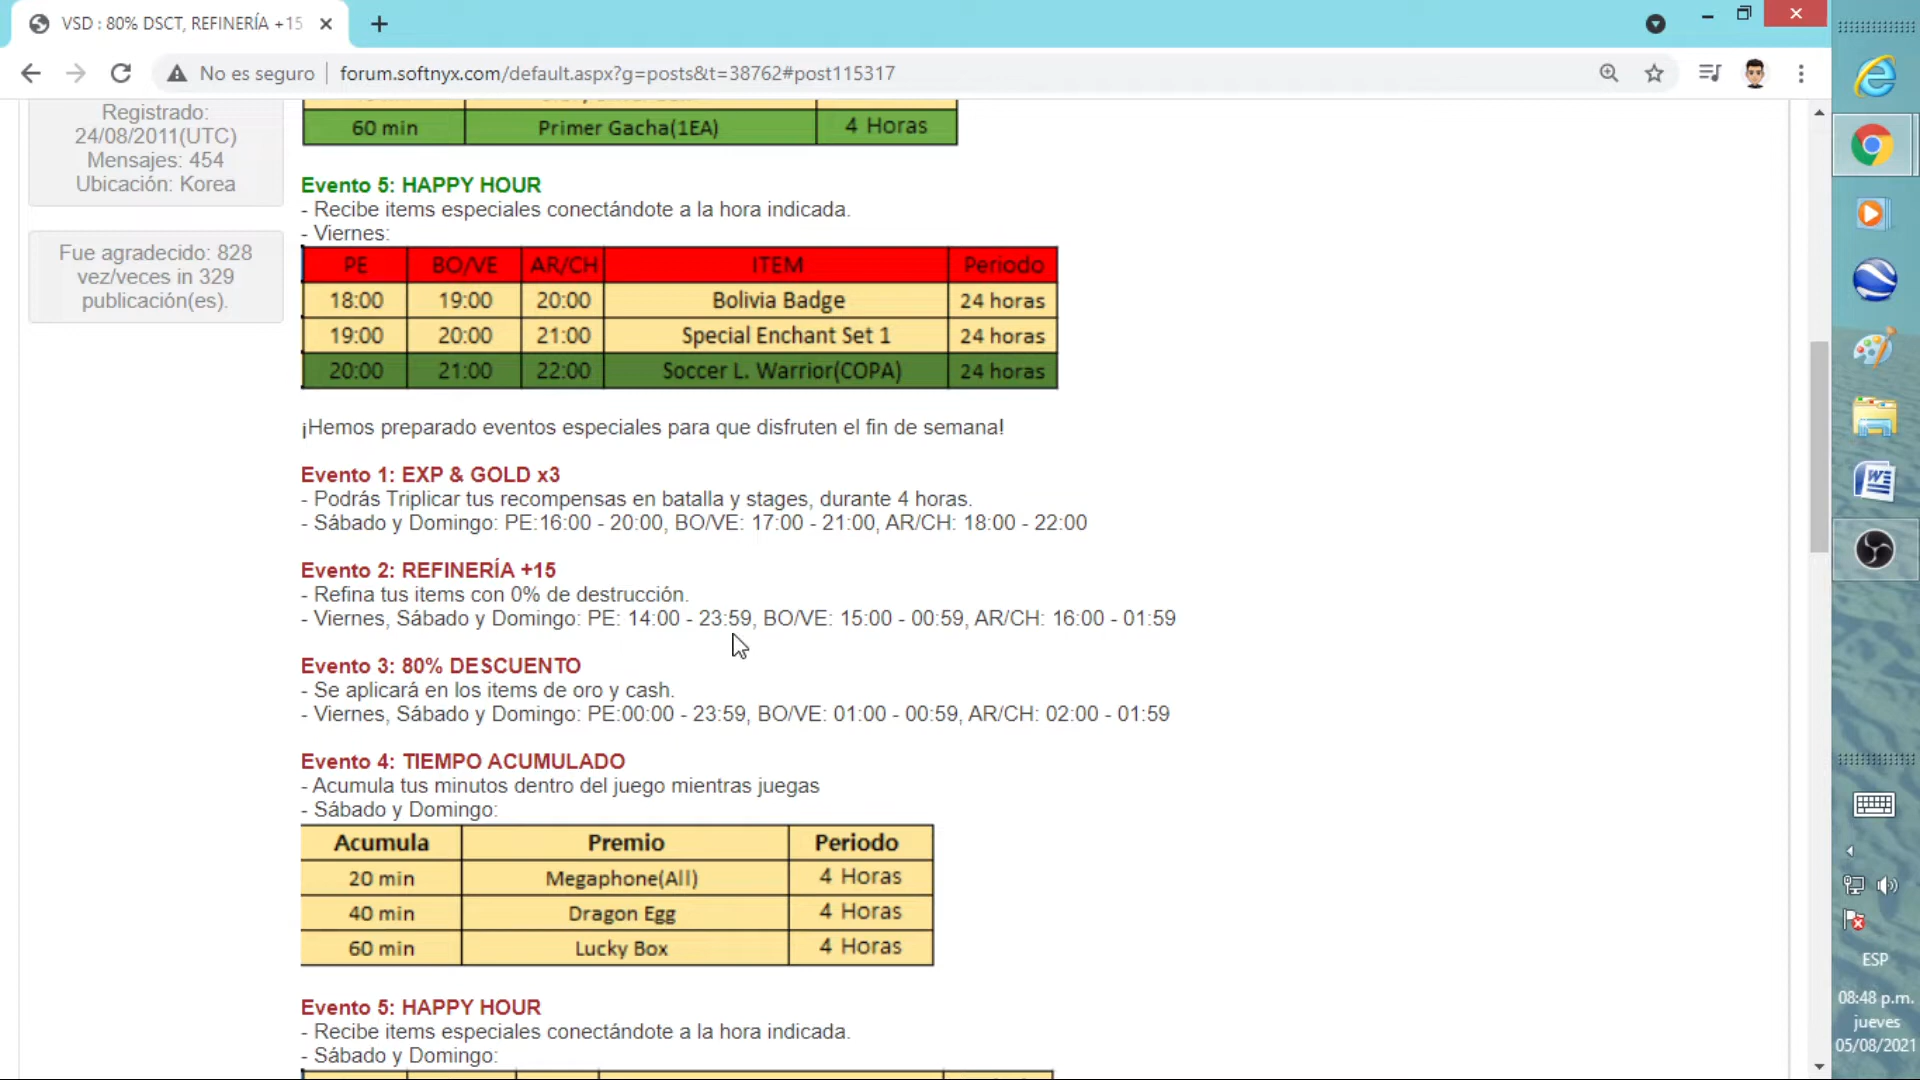 VSD : 80% DSCT, REFINERÍA +15
No es seguro
forum.softnyx.com/default.aspx?g=posts&t=38762#post115317
Registrado:
24/08/2011(UTC)
Mensajes: 454
Ubicación: Korea
Fue agradecido: 828
vez/veces in 329
publicación(es).
60 min Primer Gacha(1EA) 4 Horas
Evento 5: HAPPY HOUR
- Recibe items especiales conectándote a la hora indicada.
- Viernes:
PE BO/VE AR/CH ITEM Periodo
18:00 19:00 20:00 Bolivia Badge 24 horas
19:00 20:00 21:00 Special Enchant Set 1 24 horas
20:00 21:00 22:00 Soccer L. Warrior(COPA) 24 horas
¡Hemos preparado eventos especiales para que disfruten el fin de semana!
Evento 1: EXP & GOLD x3
- Podrás Triplicar tus recompensas en batalla y stages, durante 4 horas.
- Sábado y Domingo: PE:16:00 - 20:00, BO/VE: 17:00 - 21:00, AR/CH: 18:00 - 22:00
Evento 2: REFINERÍA +15
- Refina tus items con 0% de destrucción.
- Viernes, Sábado y Domingo: PE: 14:00 - 23:59, BO/VE: 15:00 - 00:59, AR/CH: 16:00 - 01:59
Evento 3: 80% DESCUENTO
- Se aplicará en los items de oro y cash.
- Viernes, Sábado y Domingo: PE:00:00 - 23:59, BO/VE: 01:00 - 00:59, AR/CH: 02:00 - 01:59
Evento 4: TIEMPO ACUMULADO
- Acumula tus minutos dentro del juego mientras juegas
- Sábado y Domingo:
Acumula Premio Periodo
20 min Megaphone(All) 4 Horas
40 min Dragon Egg 4 Horas
60 min Lucky Box 4 Horas
Evento 5: HAPPY HOUR
- Recibe items especiales conectándote a la hora indicada.
- Sábado y Domingo:
ESP
08:48 p.m.
jueves
05/08/2021